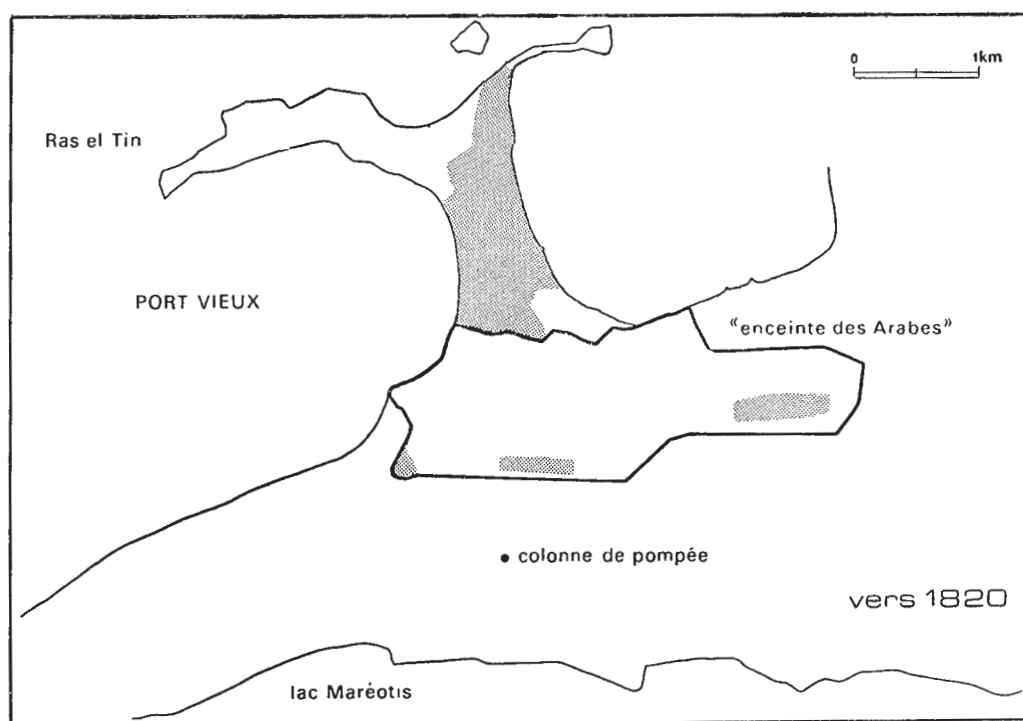 0 1km
Ras el Tin
PORT VIEUX
«enceinte des Arabes»
colonne de pompée
vers 1820
lac Maréotis